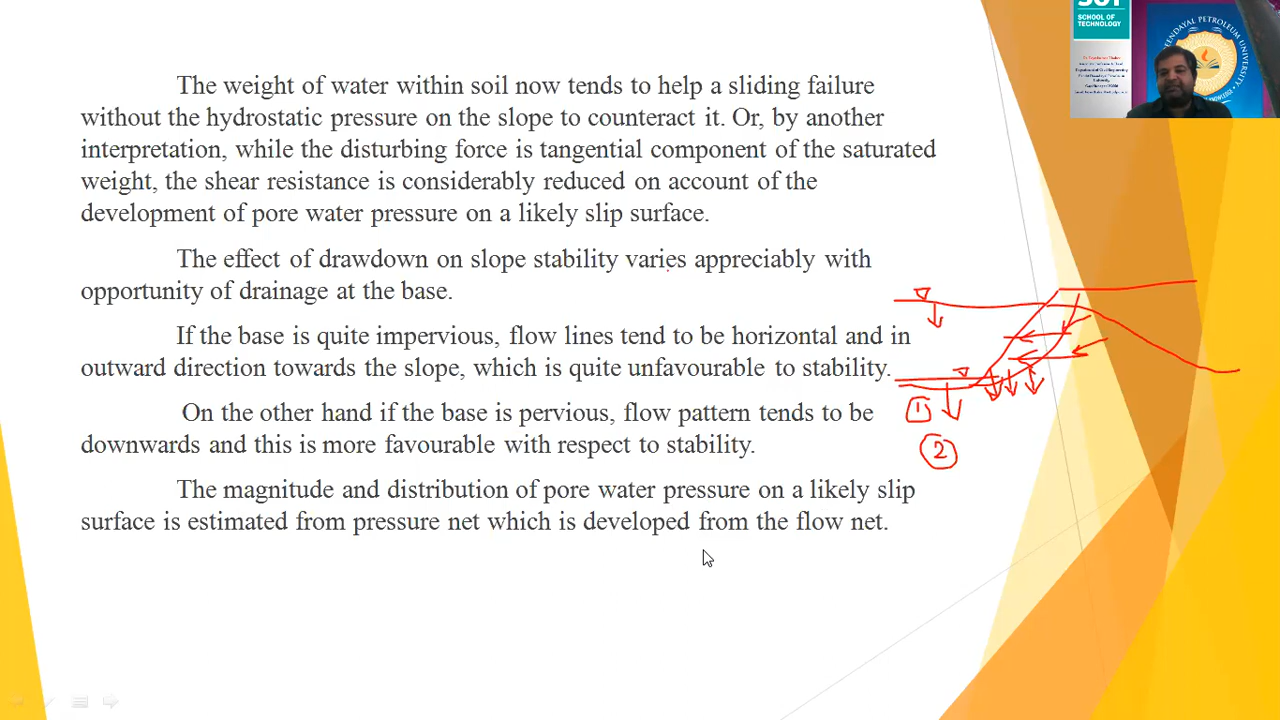 SCHOOL OF
TECHNOLOGY
The weight of water within soil now tends to help a sliding failure
without the hydrostatic pressure on the slope to counteract it. Or, by another
interpretation, while the disturbing force is tangential component of the saturated
weight, the shear resistance is considerably reduced on account of the
development of pore water pressure on a likely slip surface.
The effect of drawdown on slope stability varies appreciably with
opportunity of drainage at the base.
If the base is quite impervious, flow lines tend to be horizontal and in
outward direction towards the slope, which is quite unfavourable to stability.
On the other hand if the base is pervious, flow pattern tends to be
downwards and this is more favourable with respect to stability.
The magnitude and distribution of pore water pressure on a likely slip
surface is estimated from pressure net which is developed from the flow net.
1
2